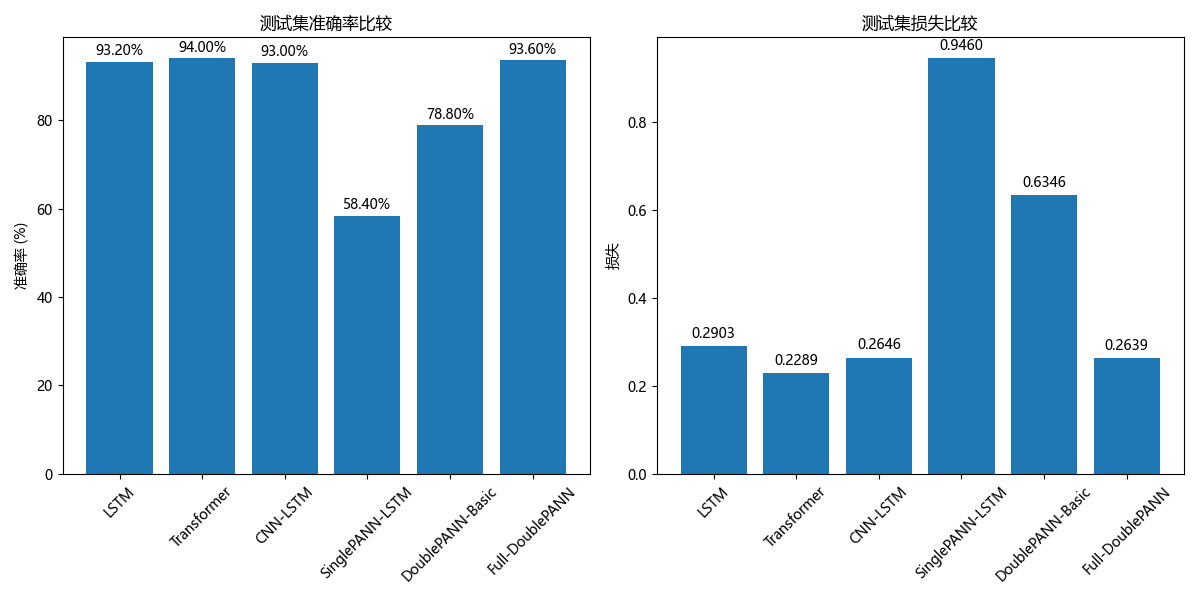 测试集准确率比较
93.20%
94.00%
93.00%
58.40%
78.80%
93.60%
准确率 (%)
80
60
40
20
0
LSTM
Transformer
CNN-LSTM
SinglePANN-LSTM
DoublePANN-Basic
Full-DoublePANN
测试集损失比较
0.2903
0.2289
0.2646
0.9460
0.6346
0.2639
损失
0.8
0.6
0.4
0.2
0.0
LSTM
Transformer
CNN-LSTM
SinglePANN-LSTM
DoublePANN-Basic
Full-DoublePANN